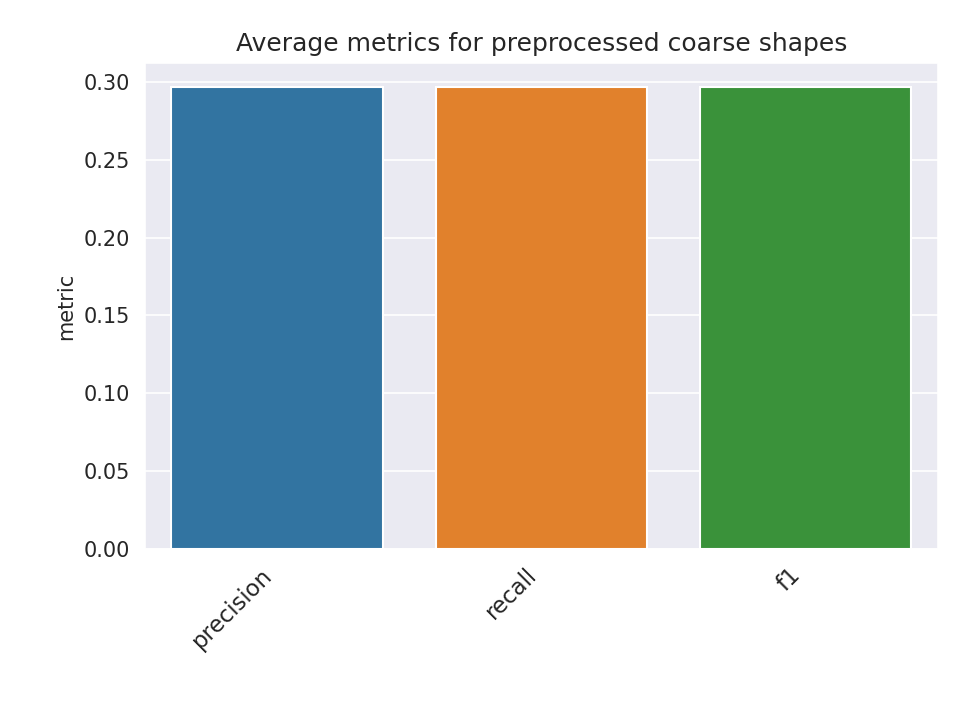 Average metrics for preprocessed coarse shapes
0.30
0.25
0.20
0.15
0.10
0.05
0.00
metric
precision
recall
f1